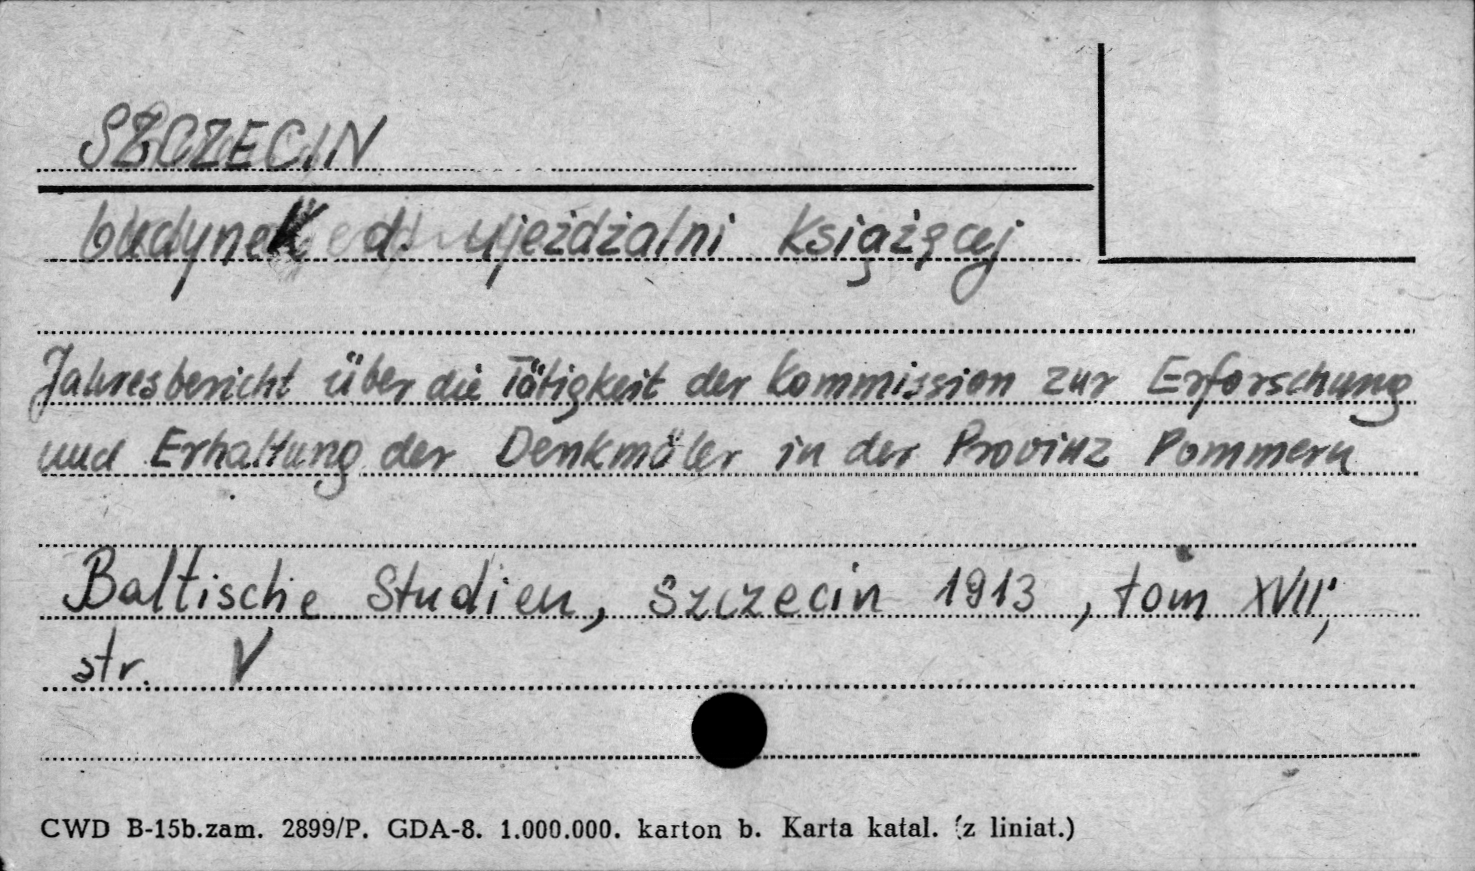 SZCZECIN
budynek d. ujeżdżalni Książęcej
Jahresbericht über die Tätigkeit der Kommission zur Erforschung
und Erhaltung der Denkmäler in der Provinz Pommern
Baltische Studien, Szczecin 1913, tom XVII,
str. V
CWD B-15b.zam. 2899/P. GDA-8. 1.000.000. karton b. Karta katal. (z liniat.)